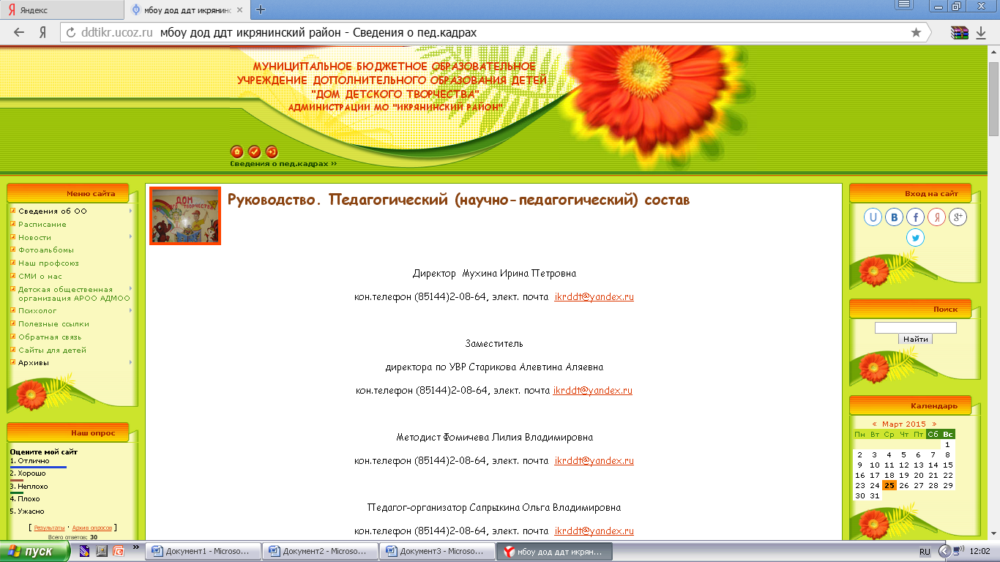 Яндекс
мбоу дод ддт икрянинс
ddtikr.ucoz.ru мбоу дод ддт икрянинский район - Сведения о пед.кадрах
МУНИЦИПАЛЬНОЕ БЮДЖЕТНОЕ ОБРАЗОВАТЕЛЬНОЕ
УЧРЕЖДЕНИЕ ДОПОЛНИТЕЛЬНОГО ОБРАЗОВАНИЯ ДЕТЕЙ
"ДОМ ДЕТСКОГО ТВОРЧЕСТВА"
АДМИНИСТРАЦИИ МО "ИКРЯНИНСКИЙ РАЙОН"
Сведения о пед.кадрах »
Меню сайта
Сведения об ОО
Расписание
Новости
Фотоальбомы
Наш профсоюз
СМИ о нас
Детская общественная
организация АРОО АДМОО
Психолог
Полезные ссылки
Обратная связь
Сайты для детей
Архивы
Наш опрос
Оцените мой сайт
1. Отлично
2. Хорошо
3. Неплохо
4. Плохо
5. Ужасно
[ Результаты · Архив опросов ]
Всего ответов: 30
ДОМ
Руководство. Педагогический (научно-педагогический) состав
Директор Мухина Ирина Петровна
кон.телефон (85144)2-08-64, элект. почта ikrddt@yandex.ru
Заместитель
директора по УВР Старикова Алевтина Аляевна
кон.телефон (85144)2-08-64, элект. почта ikrddt@yandex.ru
Методист Фомичева Лилия Владимировна
кон.телефон (85144)2-08-64, элект. почта ikrddt@yandex.ru
Педагог-организатор Сапрыкина Ольга Владимировна
кон.телефон (85144)2-08-64, элект. почта ikrddt@yandex.ru
Вход на сайт
Поиск
Найти
Календарь
« Март 2015 »
Пн Вт Ср Чт Пт Сб Вс
1
2 3 4 5 6 7 8
9 10 11 12 13 14 15
16 17 18 19 20 21 22
23 24 25 26 27 28 29
30 31
пуск
Документ1 - Microso...
Документ2 - Microso...
Документ3 - Microso...
мбоу дод ддт икрян...
RU
12:02